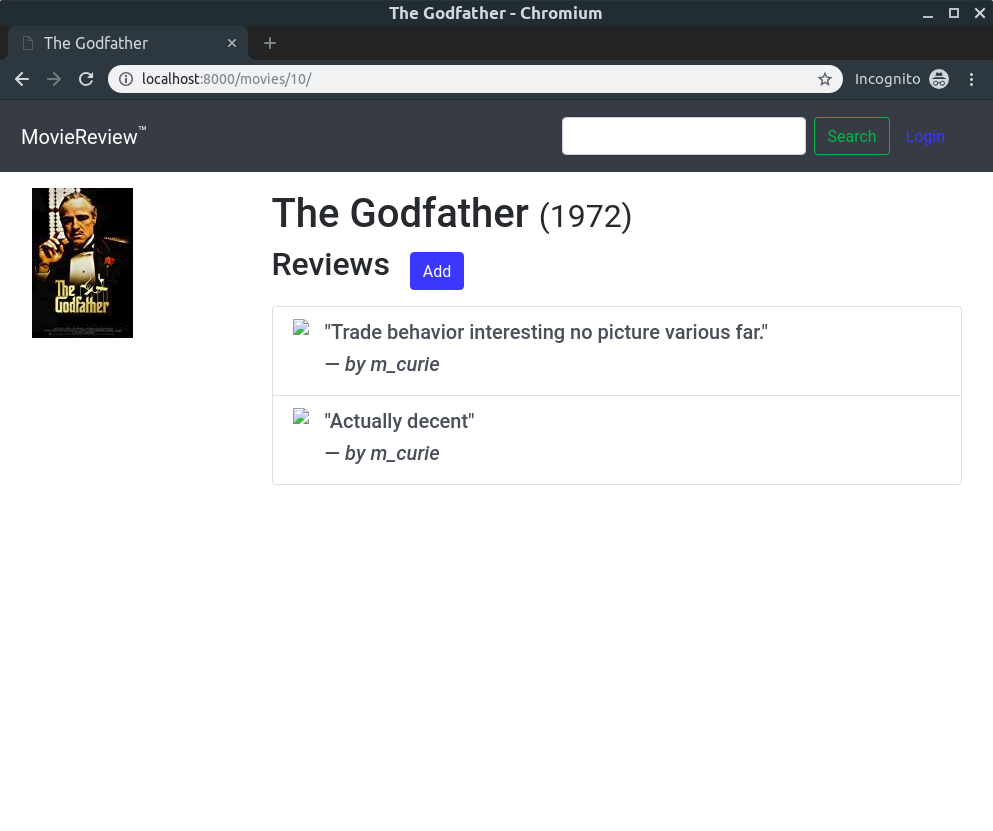 The Godfather - Chromium
The Godfather
localhost:8000/movies/10/
Incognito
MovieReview™
Search
Login
The Godfather
The Godfather (1972)
Reviews
Add
"Trade behavior interesting no picture various far."
— by m_curie
"Actually decent"
— by m_curie